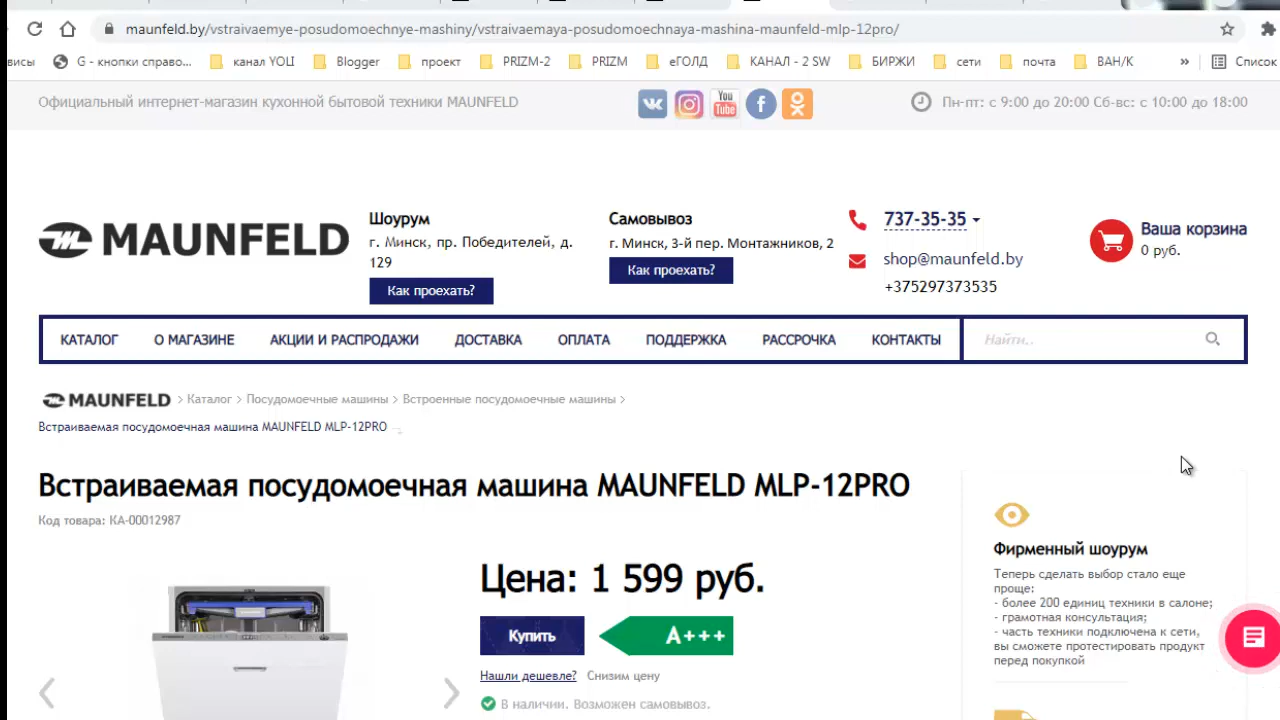 maunfeld.by/vstraivaemye-posudomoechnye-mashiny/vstraivaemaya-posudomoechnaya-mashina-maunfeld-mlp-12pro/
висы G - кнопки справо... канал YOLI Blogger проект PRIZM-2 PRIZM еГОЛД КАНАЛ - 2 SW БИРЖИ сети почта ВАН/К » Список
Официальный интернет-магазин кухонной бытовой техники MAUNFELD
You Tube
Пн-пт: с 9:00 до 20:00 Сб-вс: с 10:00 до 18:00
MAUNFELD
Шоурум
г. Минск, пр. Победителей, д.
129
Как проехать?
Самовывоз
г. Минск, 3-й пер. Монтажников, 2
Как проехать?
737-35-35
shop@maunfeld.by
+375297373535
Ваша корзина
0 руб.
КАТАЛОГ О МАГАЗИНЕ АКЦИИ И РАСПРОДАЖИ ДОСТАВКА ОПЛАТА ПОДДЕРЖКА РАССРОЧКА КОНТАКТЫ Найти..
MAUNFELD > Каталог > Посудомоечные машины > Встроенные посудомоечные машины >
Встраиваемая посудомоечная машина MAUNFELD MLP-12PRO
Встраиваемая посудомоечная машина MAUNFELD MLP-12PRO
Код товара: КА-00012987
Цена: 1 599 руб.
Купить
A+++
Нашли дешевле? Снизим цену
В наличии. Возможен самовывоз.
Фирменный шоурум
Теперь сделать выбор стало еще
проще:
- более 200 единиц техники в салоне;
- грамотная консультация;
- часть техники подключена к сети,
вы сможете протестировать продукт
перед покупкой